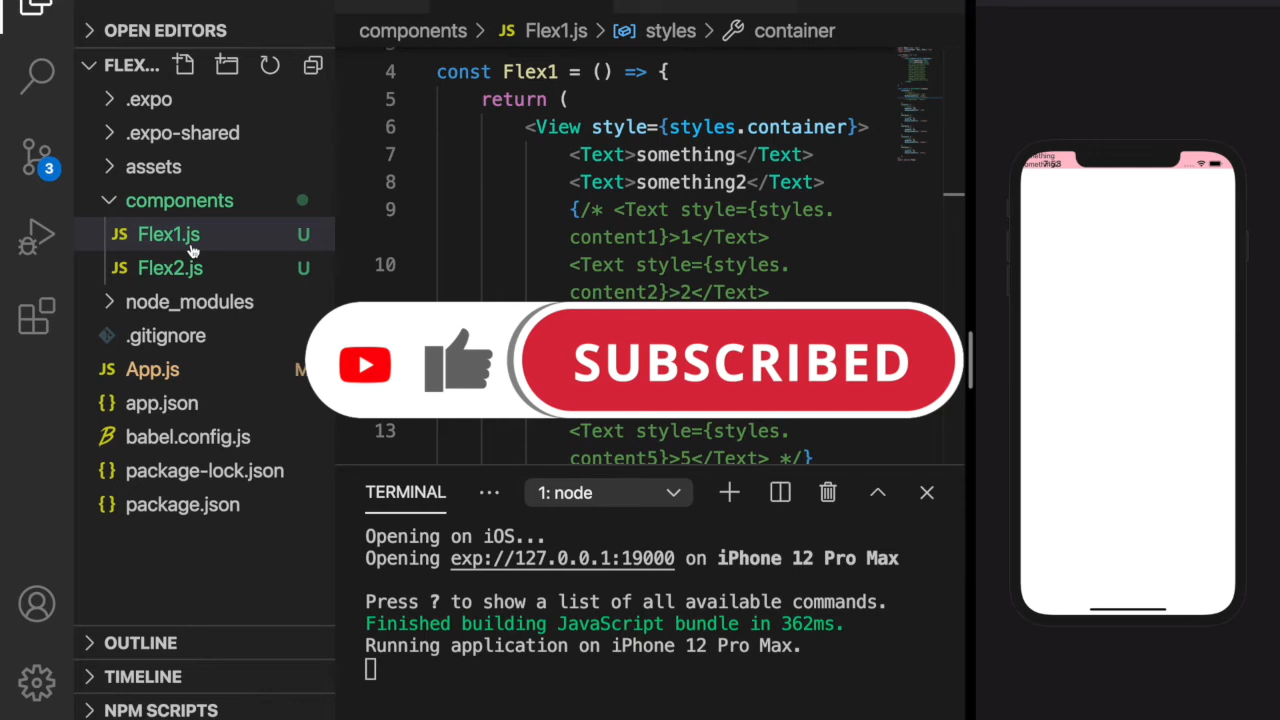 OPEN EDITORS
FLEX...
.expo
.expo-shared
assets
components
JS Flex1.js U
JS Flex2.js U
node_modules
.gitignore
JS App.js
{} app.json
babel.config.js
{} package-lock.json
{} package.json
OUTLINE
TIMELINE
NPM SCRIPTS
3
components > JS Flex1.js > styles > container
4 const Flex1 = () => {
5 return (
6 <View style={styles.container}>
7 <Text>something</Text>
8 <Text>something2</Text>
9 {/* <Text style={styles.
content1}>1</Text>
10 <Text style={styles.
content2}>2</Text>
SUBSCRIBED
13 <Text style={styles.
content5}>5</Text> */}
TERMINAL ... 1: node
Opening on iOS...
Opening exp://127.0.0.1:19000 on iPhone 12 Pro Max
Press ? to show a list of all available commands.
Finished building JavaScript bundle in 362ms.
Running application on iPhone 12 Pro Max.